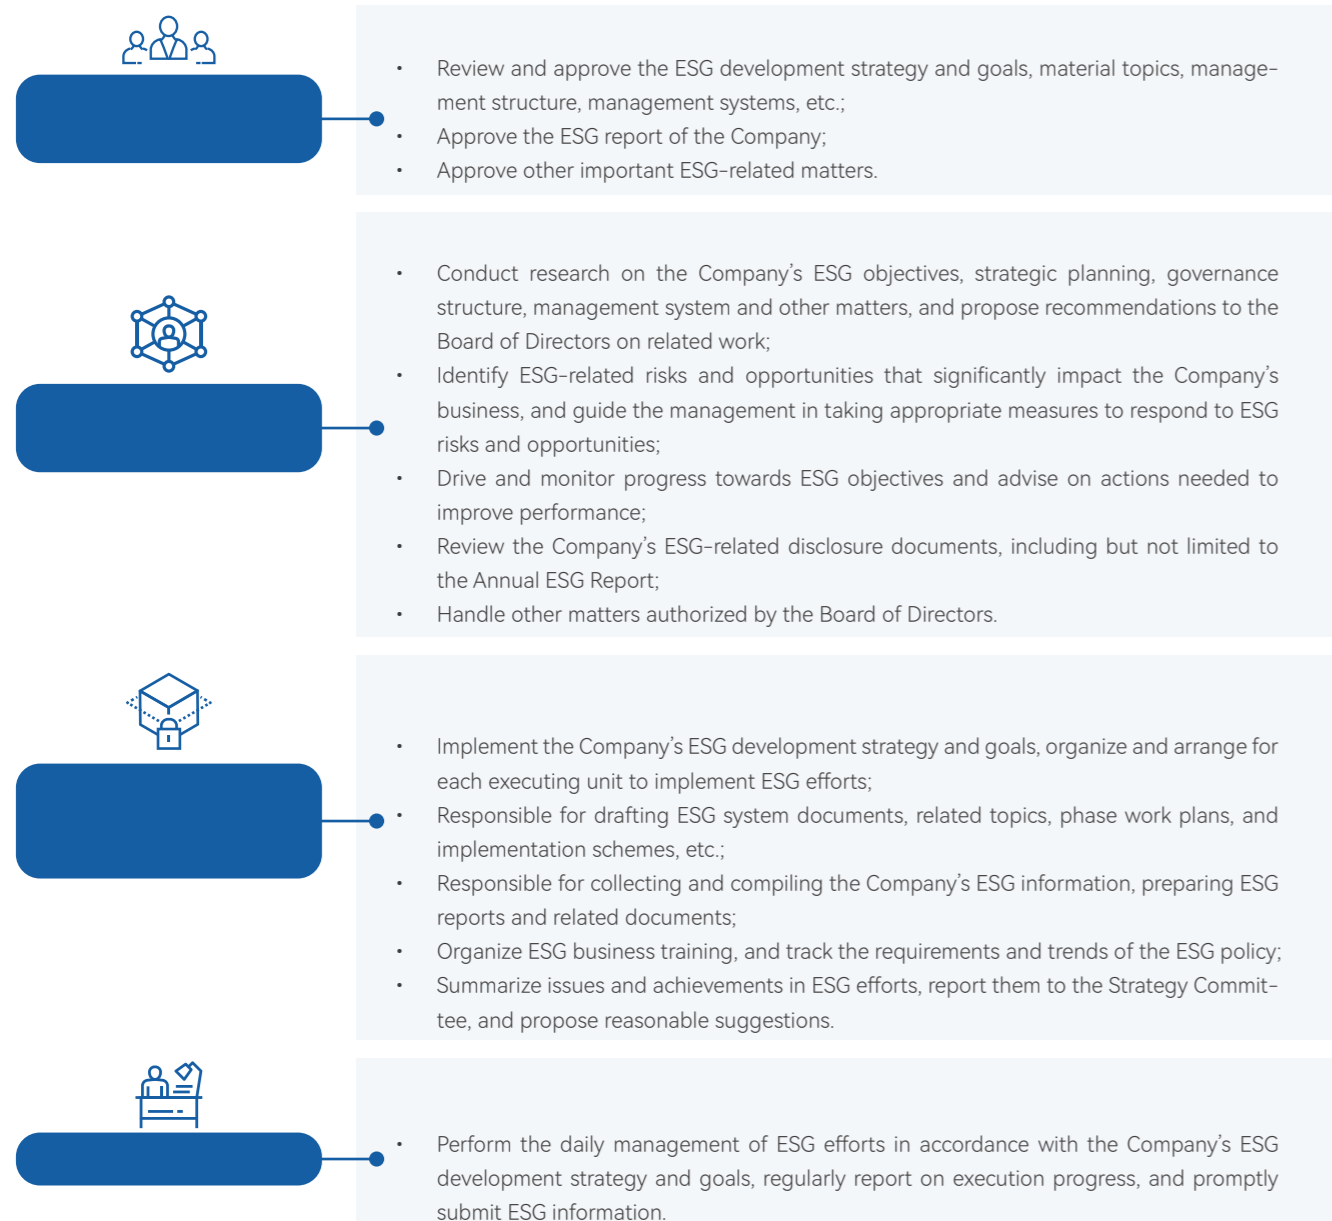 • Review and approve the ESG development strategy and goals, material topics, manage-
ment structure, management systems, etc.;
• Approve the ESG report of the Company;
• Approve other important ESG-related matters.
• Conduct research on the Company's ESG objectives, strategic planning, governance
structure, management system and other matters, and propose recommendations to the
Board of Directors on related work;
• Identify ESG-related risks and opportunities that significantly impact the Company's
business, and guide the management in taking appropriate measures to respond to ESG
risks and opportunities;
• Drive and monitor progress towards ESG objectives and advise on actions needed to
improve performance;
• Review the Company's ESG-related disclosure documents, including but not limited to
the Annual ESG Report;
• Handle other matters authorized by the Board of Directors.
• Implement the Company's ESG development strategy and goals, organize and arrange for
each executing unit to implement ESG efforts;
• Responsible for drafting ESG system documents, related topics, phase work plans, and
implementation schemes, etc.;
• Responsible for collecting and compiling the Company's ESG information, preparing ESG
reports and related documents;
• Organize ESG business training, and track the requirements and trends of the ESG policy;
• Summarize issues and achievements in ESG efforts, report them to the Strategy Commit-
tee, and propose reasonable suggestions.
• Perform the daily management of ESG efforts in accordance with the Company's ESG
development strategy and goals, regularly report on execution progress, and promptly
submit ESG information.